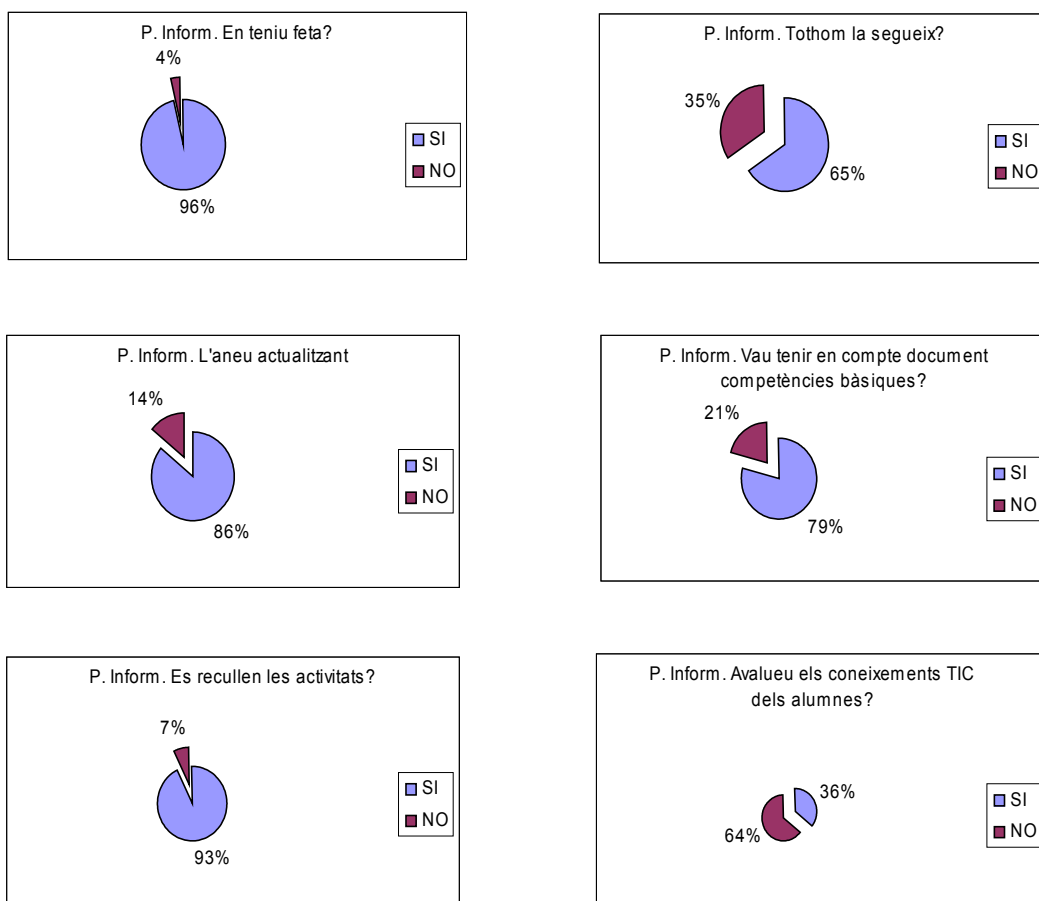 P. Inform. En teniu feta?
4%
96%
SI
NO
P. Inform. Tothom la segueix?
35%
65%
SI
NO
P. Inform. L'aneu actualitzant
14%
86%
SI
NO
P. Inform. Vau tenir en compte document
competències bàsiques?
21%
79%
SI
NO
P. Inform. Es recullen les activitats?
7%
93%
SI
NO
P. Inform. Avalueu els coneixements TIC
dels alumnes?
36%
64%
SI
NO